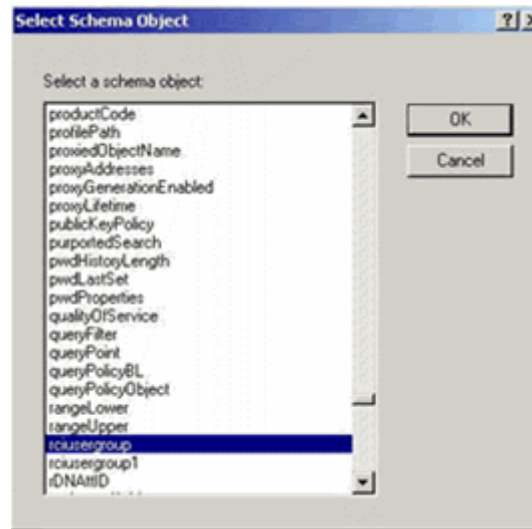 Select Schema Object
Select a schema object:
productCode
profilePath
proxiedObjectName
proxyAddresses
proxyGenerationEnabled
proxyLifetime
publicKeyPolicy
purportedSearch
pwdHistoryLength
pwdLastSet
pwdProperties
qualityOfService
queryFilter
queryPoint
queryPolicyBL
queryPolicyObject
rangeLower
rangeUpper
rciusergroup
rciusergroup1
rDNAttID
OK
Cancel